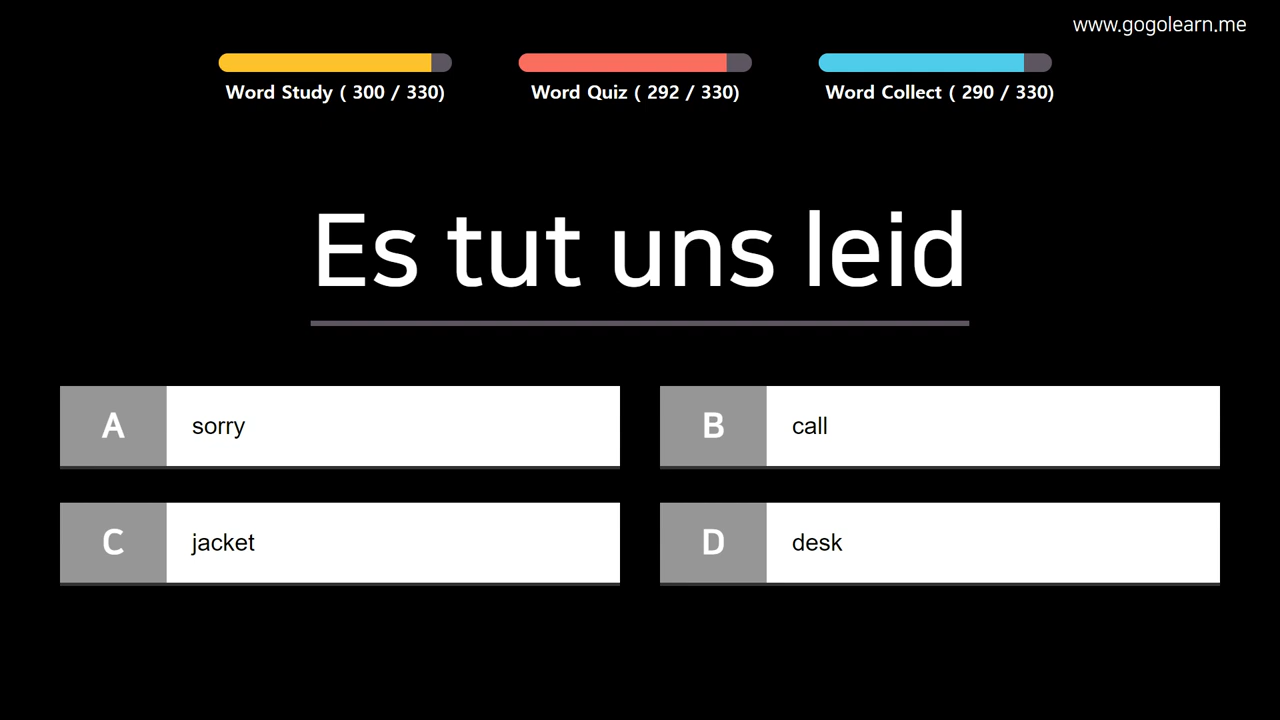 www.gogolearn.me
Word Study ( 300 / 330)
Word Quiz ( 292 / 330)
Word Collect ( 290 / 330)
Es tut uns leid
A sorry
B call
C jacket
D desk